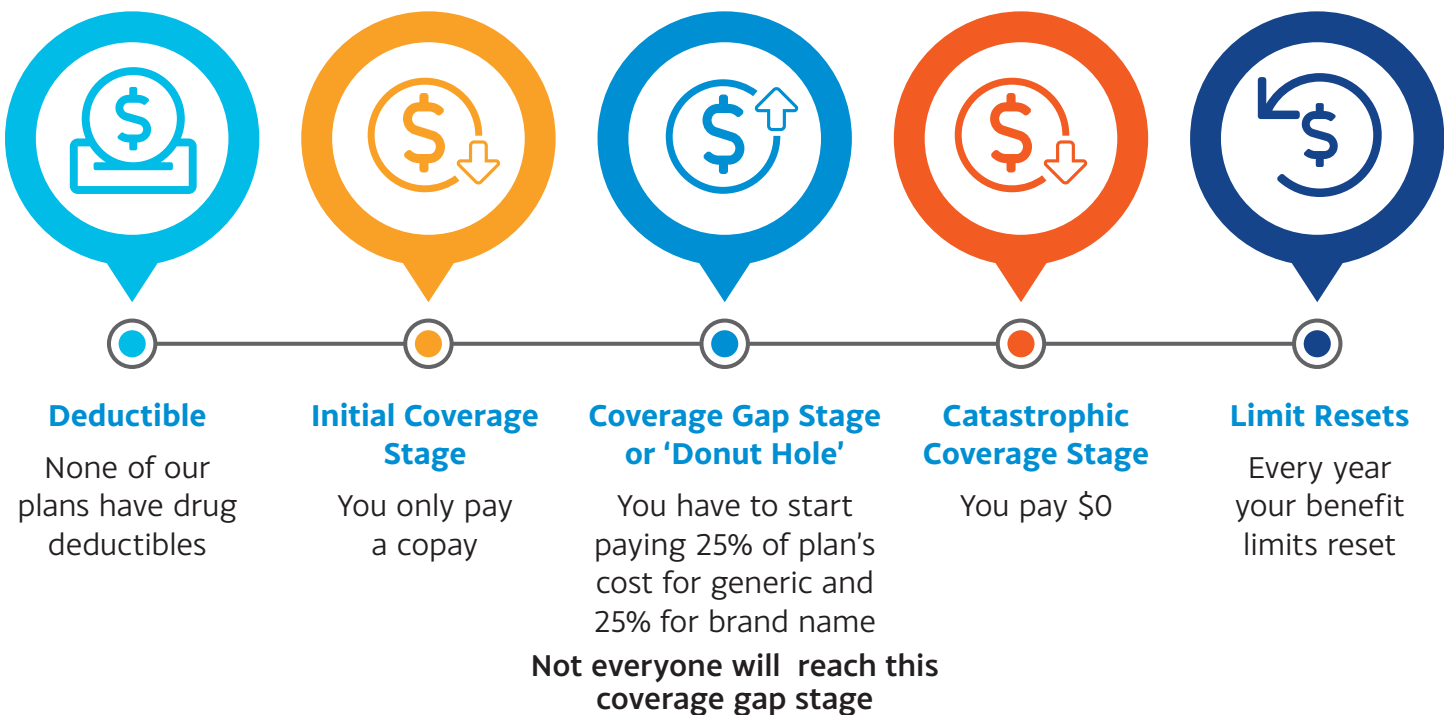 $
$
$
$
$
Deductible
None of our
plans have drug
deductibles
Initial Coverage
Stage
You only pay
a copay
Coverage Gap Stage
or ‘Donut Hole’
You have to start
paying 25% of plan’s
cost for generic and
25% for brand name
Not everyone will reach this
coverage gap stage
Catastrophic
Coverage Stage
You pay $0
Limit Resets
Every year
your benefit
limits reset